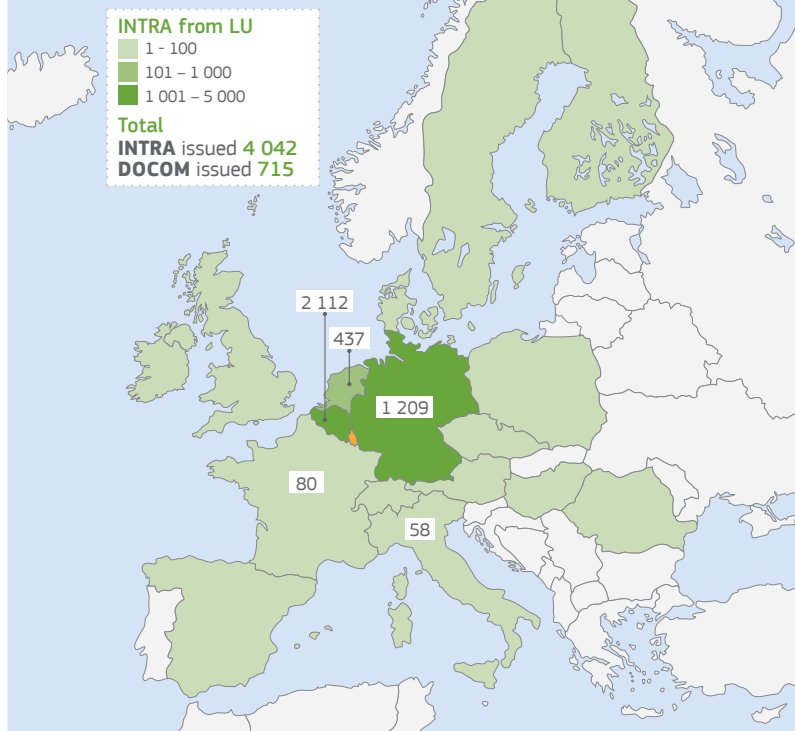 INTRA from LU
1 - 100
101 – 1 000
1 001 – 5 000
Total
INTRA issued 4 042
DOCOM issued 715
2 112
437
1 209
80
58